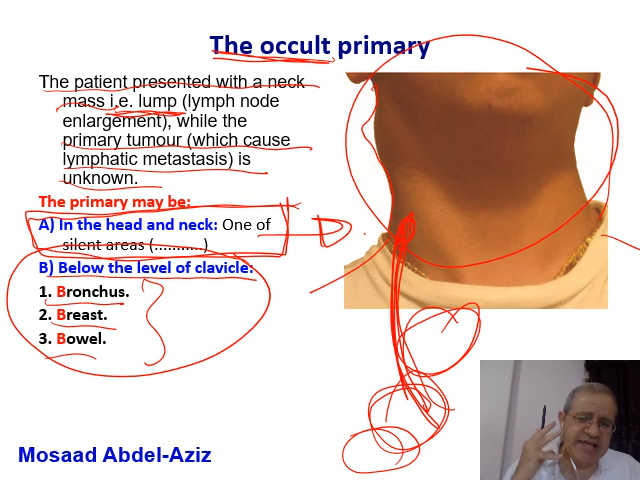 The occult primary
The patient presented with a neck
mass i.e. lump (lymph node
enlargement), while the
primary tumour (which cause
lymphatic metastasis) is
unknown.
The primary may be:
A) In the head and neck: One of
silent areas (...........)
B) Below the level of clavicle:
1. Bronchus.
2. Breast.
3. Bowel.
Mosaad Abdel-Aziz